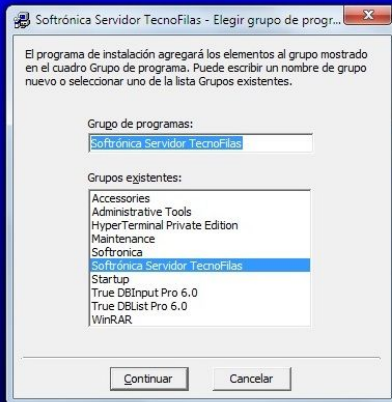 Softrónica Servidor TecnoFilas - Elegir grupo de progr...
El programa de instalación agregará los elementos al grupo mostrado
en el cuadro Grupo de programa. Puede escribir un nombre de grupo
nuevo o seleccionar uno de la lista Grupos existentes.
Grupo de programas:
Softrónica Servidor TecnoFilas
Grupos existentes:
Accessories
Administrative Tools
HyperTerminal Private Edition
Maintenance
Softronica
Softrónica Servidor TecnoFilas
Startup
True DBInput Pro 6.0
True DBList Pro 6.0
WinRAR
Continuar
Cancelar